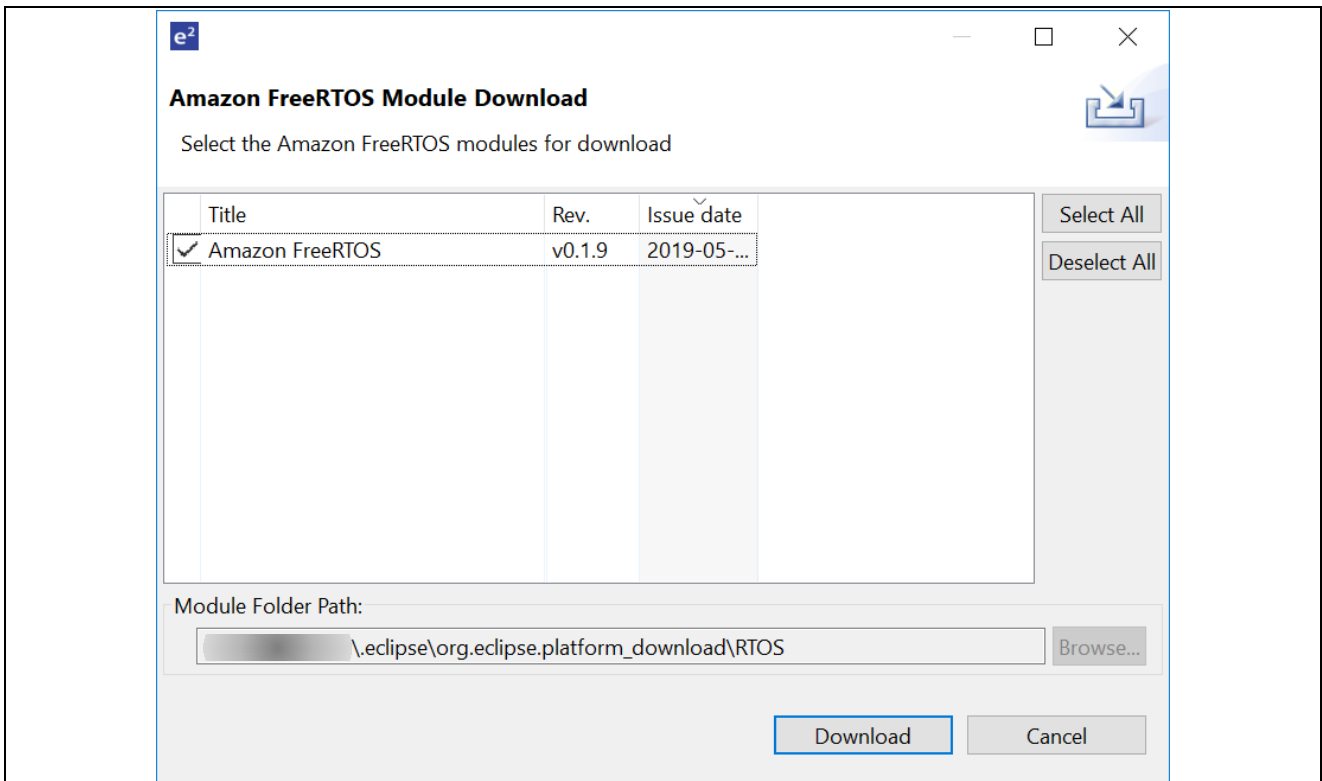 e²
Amazon FreeRTOS Module Download
Select the Amazon FreeRTOS modules for download
Title Rev. Issue date Select All
Amazon FreeRTOS v0.1.9 2019-05-...
Deselect All
Module Folder Path:
\.eclipse\org.eclipse.platform_download\RTOS Browse...
Download Cancel